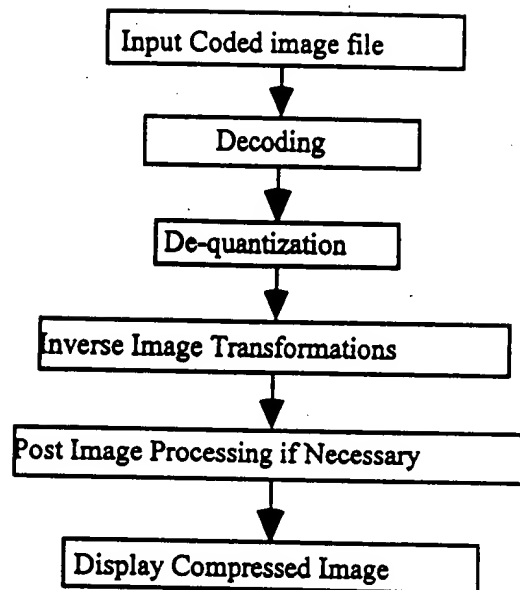 Input Coded image file
Decoding
De-quantization
Inverse Image Transformations
Post Image Processing if Necessary
Display Compressed Image